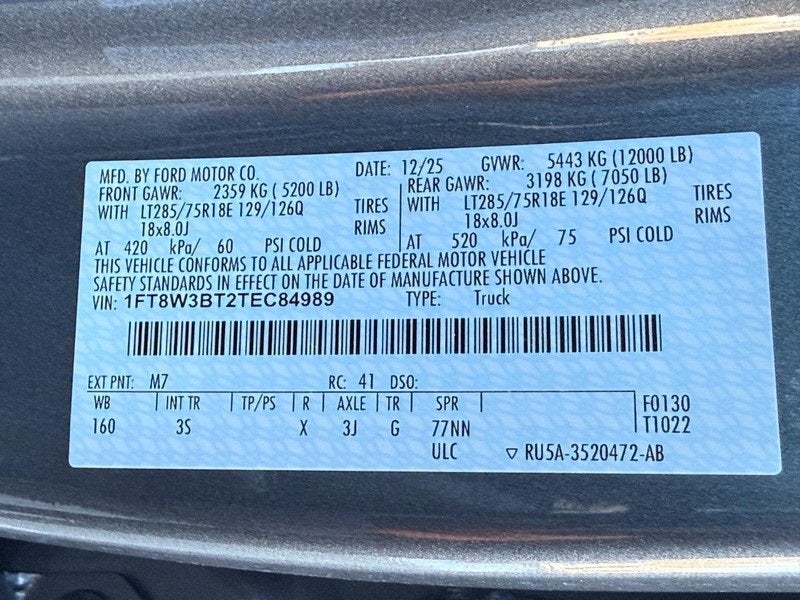 MFD. BY FORD MOTOR CO. DATE: 12/25 GVWR: 5443 KG (12000 LB)
FRONT GAWR: 2359 KG (5200 LB) REAR GAWR: 3198 KG (7050 LB)
WITH LT285/75R18E 129/126Q TIRES WITH LT285/75R18E 129/126Q TIRES
18x8.0J RIMS 18x8.0J RIMS
AT 420 kPa/ 60 PSI COLD AT 520 kPa/ 75 PSI COLD
THIS VEHICLE CONFORMS TO ALL APPLICABLE FEDERAL MOTOR VEHICLE
SAFETY STANDARDS IN EFFECT ON THE DATE OF MANUFACTURE SHOWN ABOVE.
VIN: 1FT8W3BT2TEC84989 TYPE: Truck
EXT PNT: M7 RC: 41 DSO:
WB INT TR TP/PS R AXLE TR SPR F0130
160 3S X 3J G 77NN T1022
ULC ▽ RU5A-3520472-AB